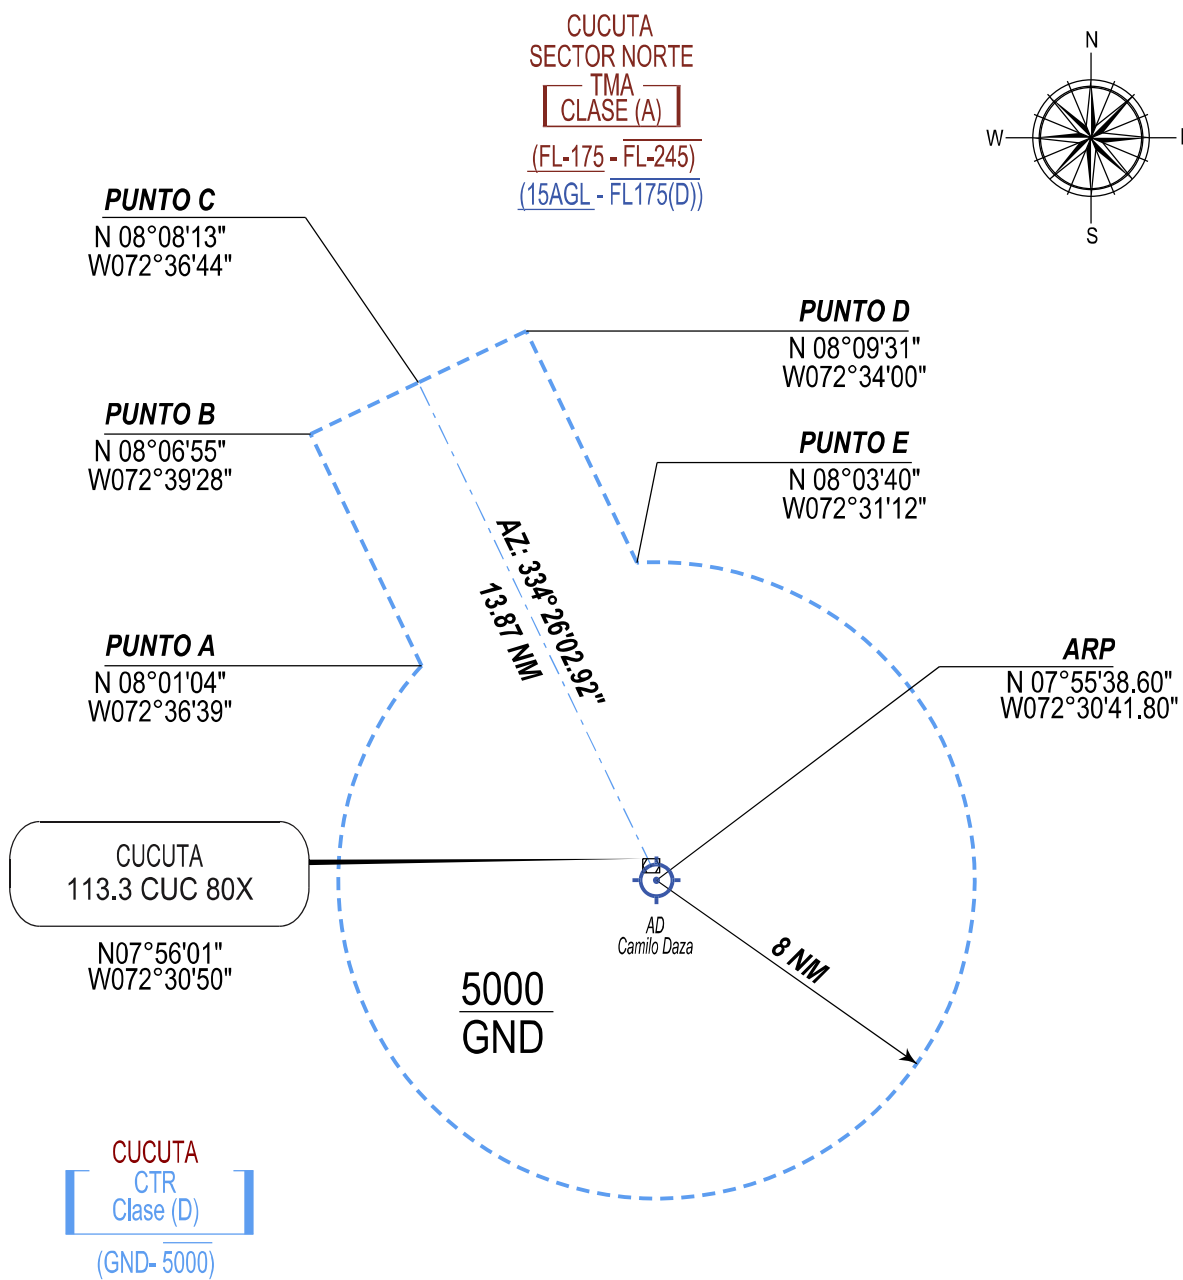 CUCUTA
SECTOR NORTE
TMA
CLASE (A)
(FL-175 - FL-245)
(15AGL - FL175(D))
N
W
S
PUNTO C
N 08°08'13"
W072°36'44"
PUNTO D
N 08°09'31"
W072°34'00"
PUNTO B
N 08°06'55"
W072°39'28"
PUNTO E
N 08°03'40"
W072°31'12"
AZ: 334°26'02.92"
13.87 NM
PUNTO A
N 08°01'04"
W072°36'39"
ARP
N 07°55'38.60"
W072°30'41.80"
CUCUTA
113.3 CUC 80X
N07°56'01"
W072°30'50"
AD
Camilo Daza
8 NM
5000
GND
CUCUTA
CTR
Clase (D)
(GND- 5000)